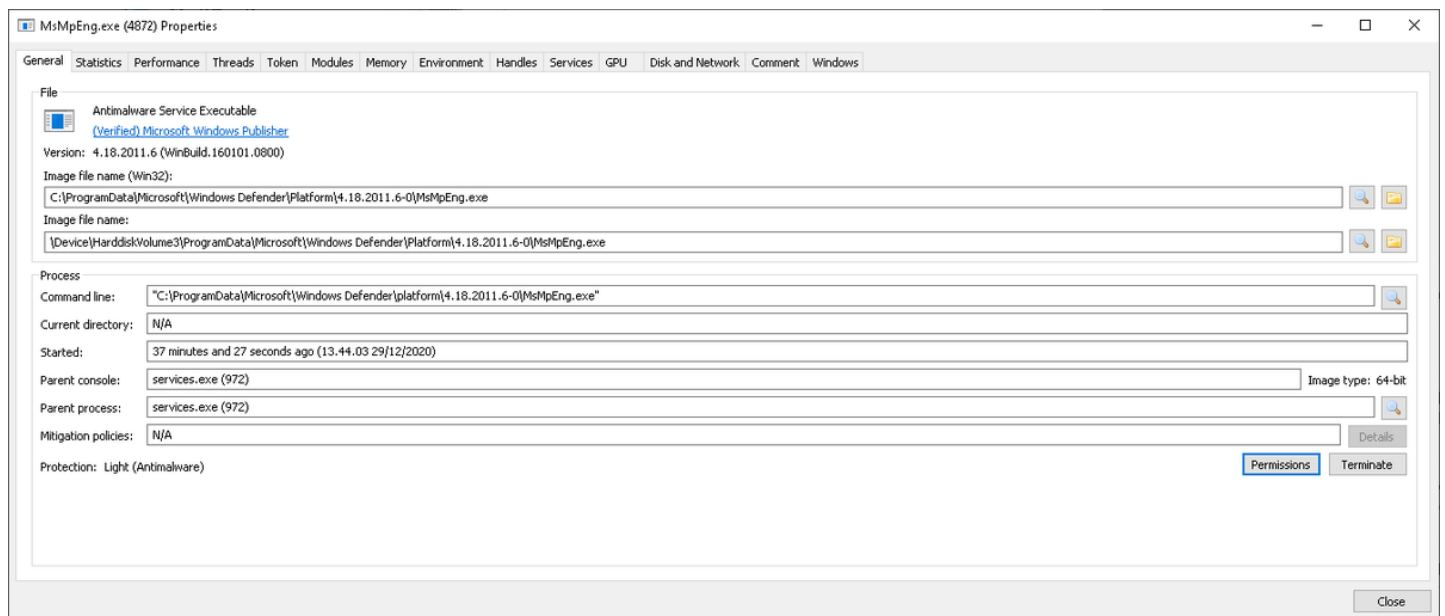 MsMpEng.exe (4872) Properties
General Statistics Performance Threads Token Modules Memory Environment Handles Services GPU Disk and Network Comment Windows
File
Antimalware Service Executable
(Verified) Microsoft Windows Publisher
Version: 4.18.2011.6 (WinBuild.160101.0800)
Image file name (Win32):
C:\ProgramData\Microsoft\Windows Defender\Platform\4.18.2011.6-0\MsMpEng.exe
Image file name:
\Device\HarddiskVolume3\ProgramData\Microsoft\Windows Defender\Platform\4.18.2011.6-0\MsMpEng.exe
Process
Command line: "C:\ProgramData\Microsoft\Windows Defender\platform\4.18.2011.6-0\MsMpEng.exe"
Current directory: N/A
Started: 37 minutes and 27 seconds ago (13.44.03 29/12/2020)
Parent console: services.exe (972) Image type: 64-bit
Parent process: services.exe (972)
Mitigation policies: N/A Details
Protection: Light (Antimalware) Permissions Terminate
Close